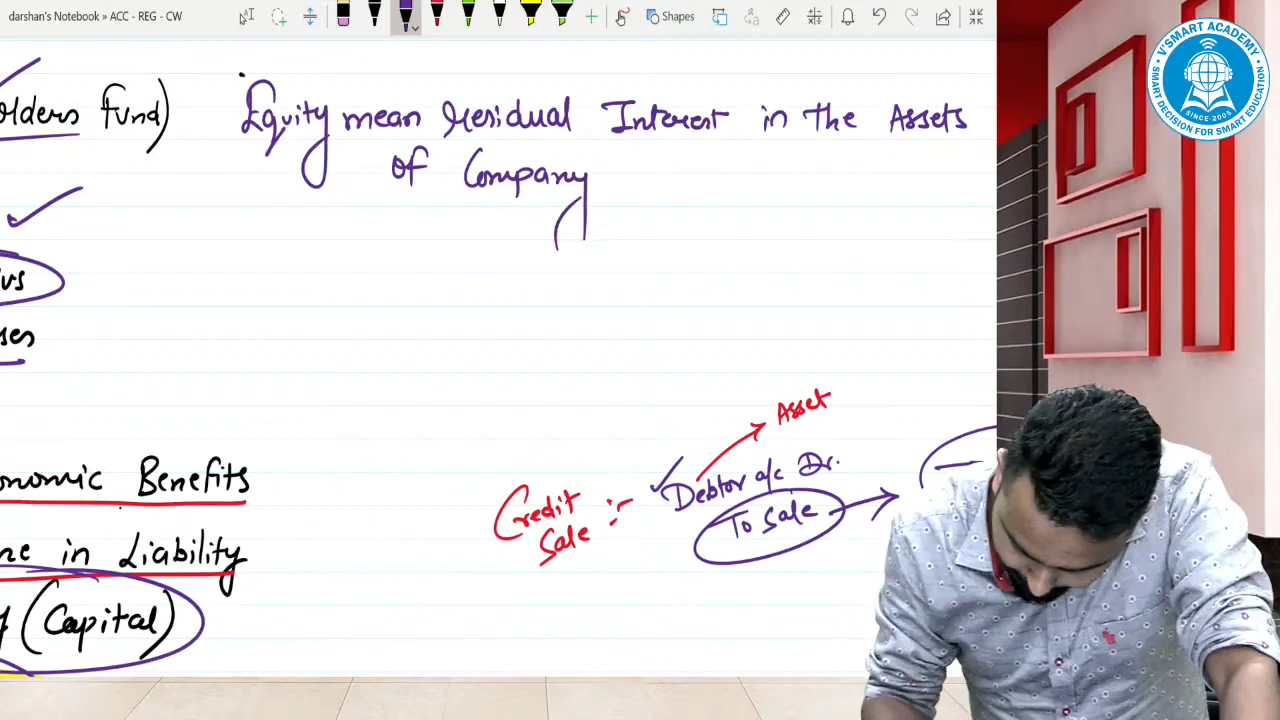 darshan's Notebook » ACC - REG - CW
Shapes
V'SMART ACADEMY
SMART DECISION FOR SMART EDUCATION
SINCE-2005
olders fund)
Equity mean residual Interest in the Assets
of Company
onomic Benefits
in Liability
(Capital)
Credit
Sale :-
Asset
Debtor a/c Dr.
To Sale